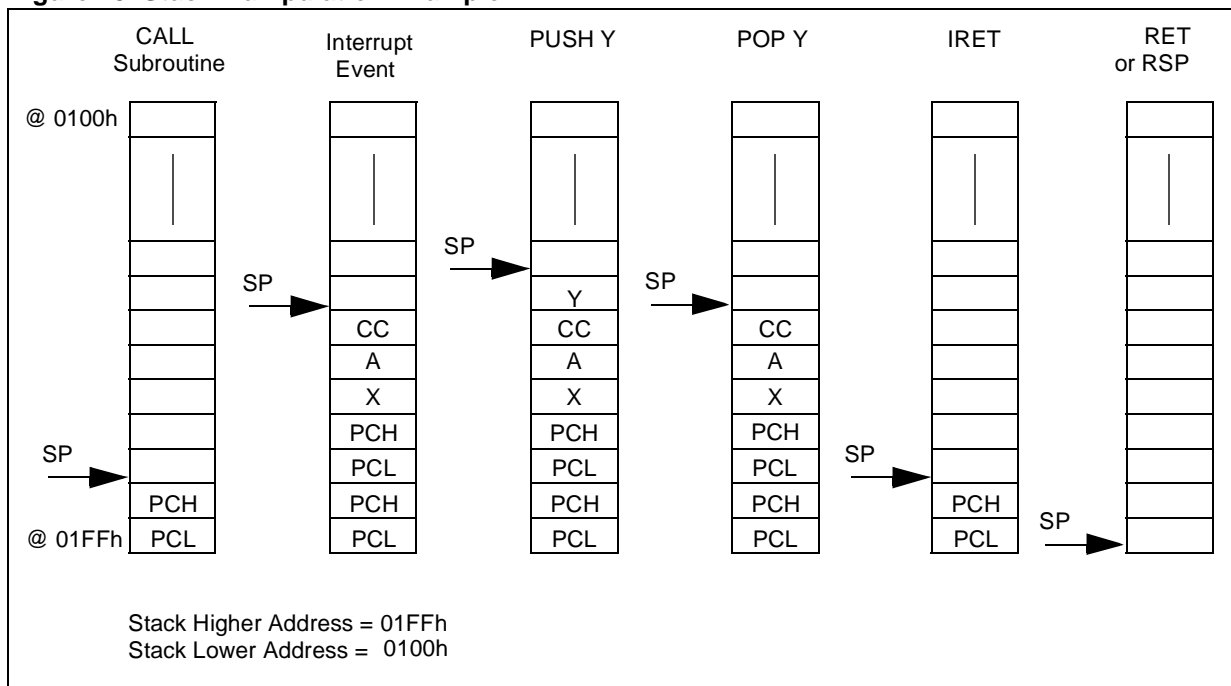 CALL
Subroutine
Interrupt
Event
PUSH Y
POP Y
IRET
RET
or RSP
@ 0100h
SP
PCH
@ 01FFh
PCL
SP
CC
A
X
PCH
PCL
PCH
PCL
SP
Y
CC
A
X
PCH
PCL
PCH
PCL
SP
CC
A
X
PCH
PCL
PCH
PCL
SP
PCH
PCL
SP
Stack Higher Address = 01FFh
Stack Lower Address = 0100h